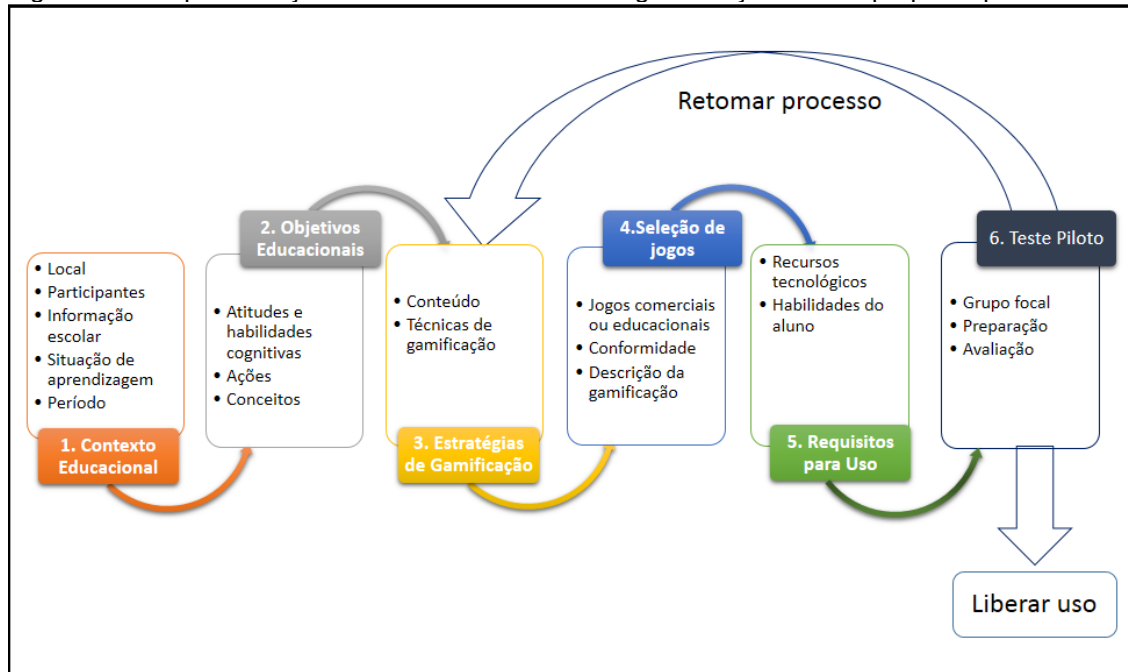 Retomar processo
2. Objetivos
Educacionais
4.Seleção de
jogos
6. Teste Piloto
• Local
• Participantes
• Informação
escolar
• Situação de
aprendizagem
• Período
1. Contexto
Educacional
• Atitudes e
habilidades
cognitivas
• Ações
• Conceitos
• Conteúdo
• Técnicas de
gamificação
3. Estratégias
de Gamificação
• Jogos comerciais
ou educacionais
• Conformidade
• Descrição da
gamificação
• Recursos
tecnológicos
• Habilidades do
aluno
5. Requisitos
para Uso
• Grupo focal
• Preparação
• Avaliação
Liberar uso